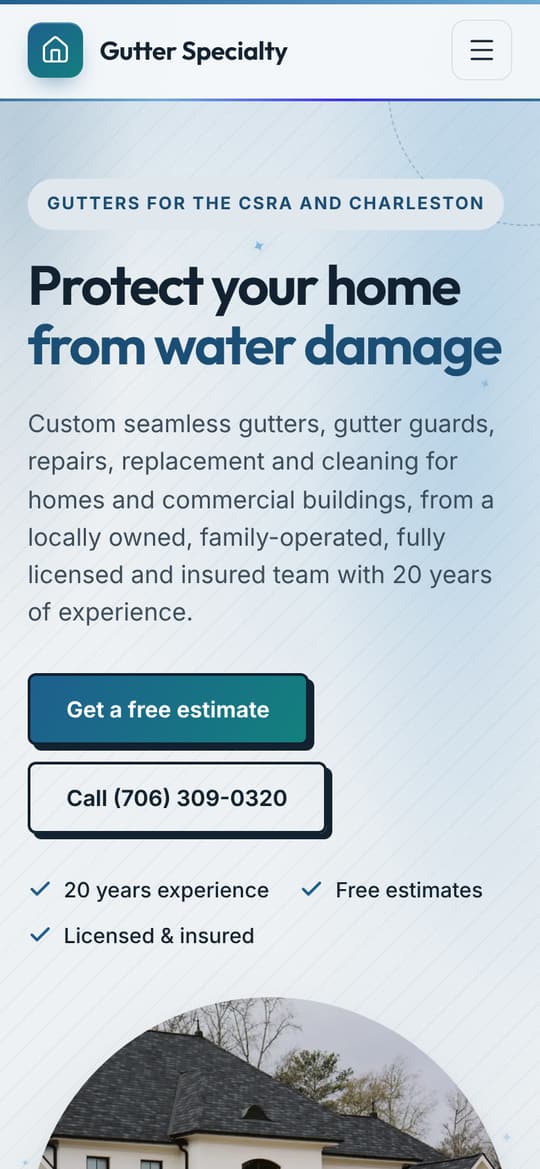 Gutter Specialty
GUTTERS FOR THE CSRA AND CHARLESTON
Protect your home
from water damage
Custom seamless gutters, gutter guards,
repairs, replacement and cleaning for
homes and commercial buildings, from a
locally owned, family-operated, fully
licensed and insured team with 20 years
of experience.
Get a free estimate
Call (706) 309-0320
20 years experience
Free estimates
Licensed & insured